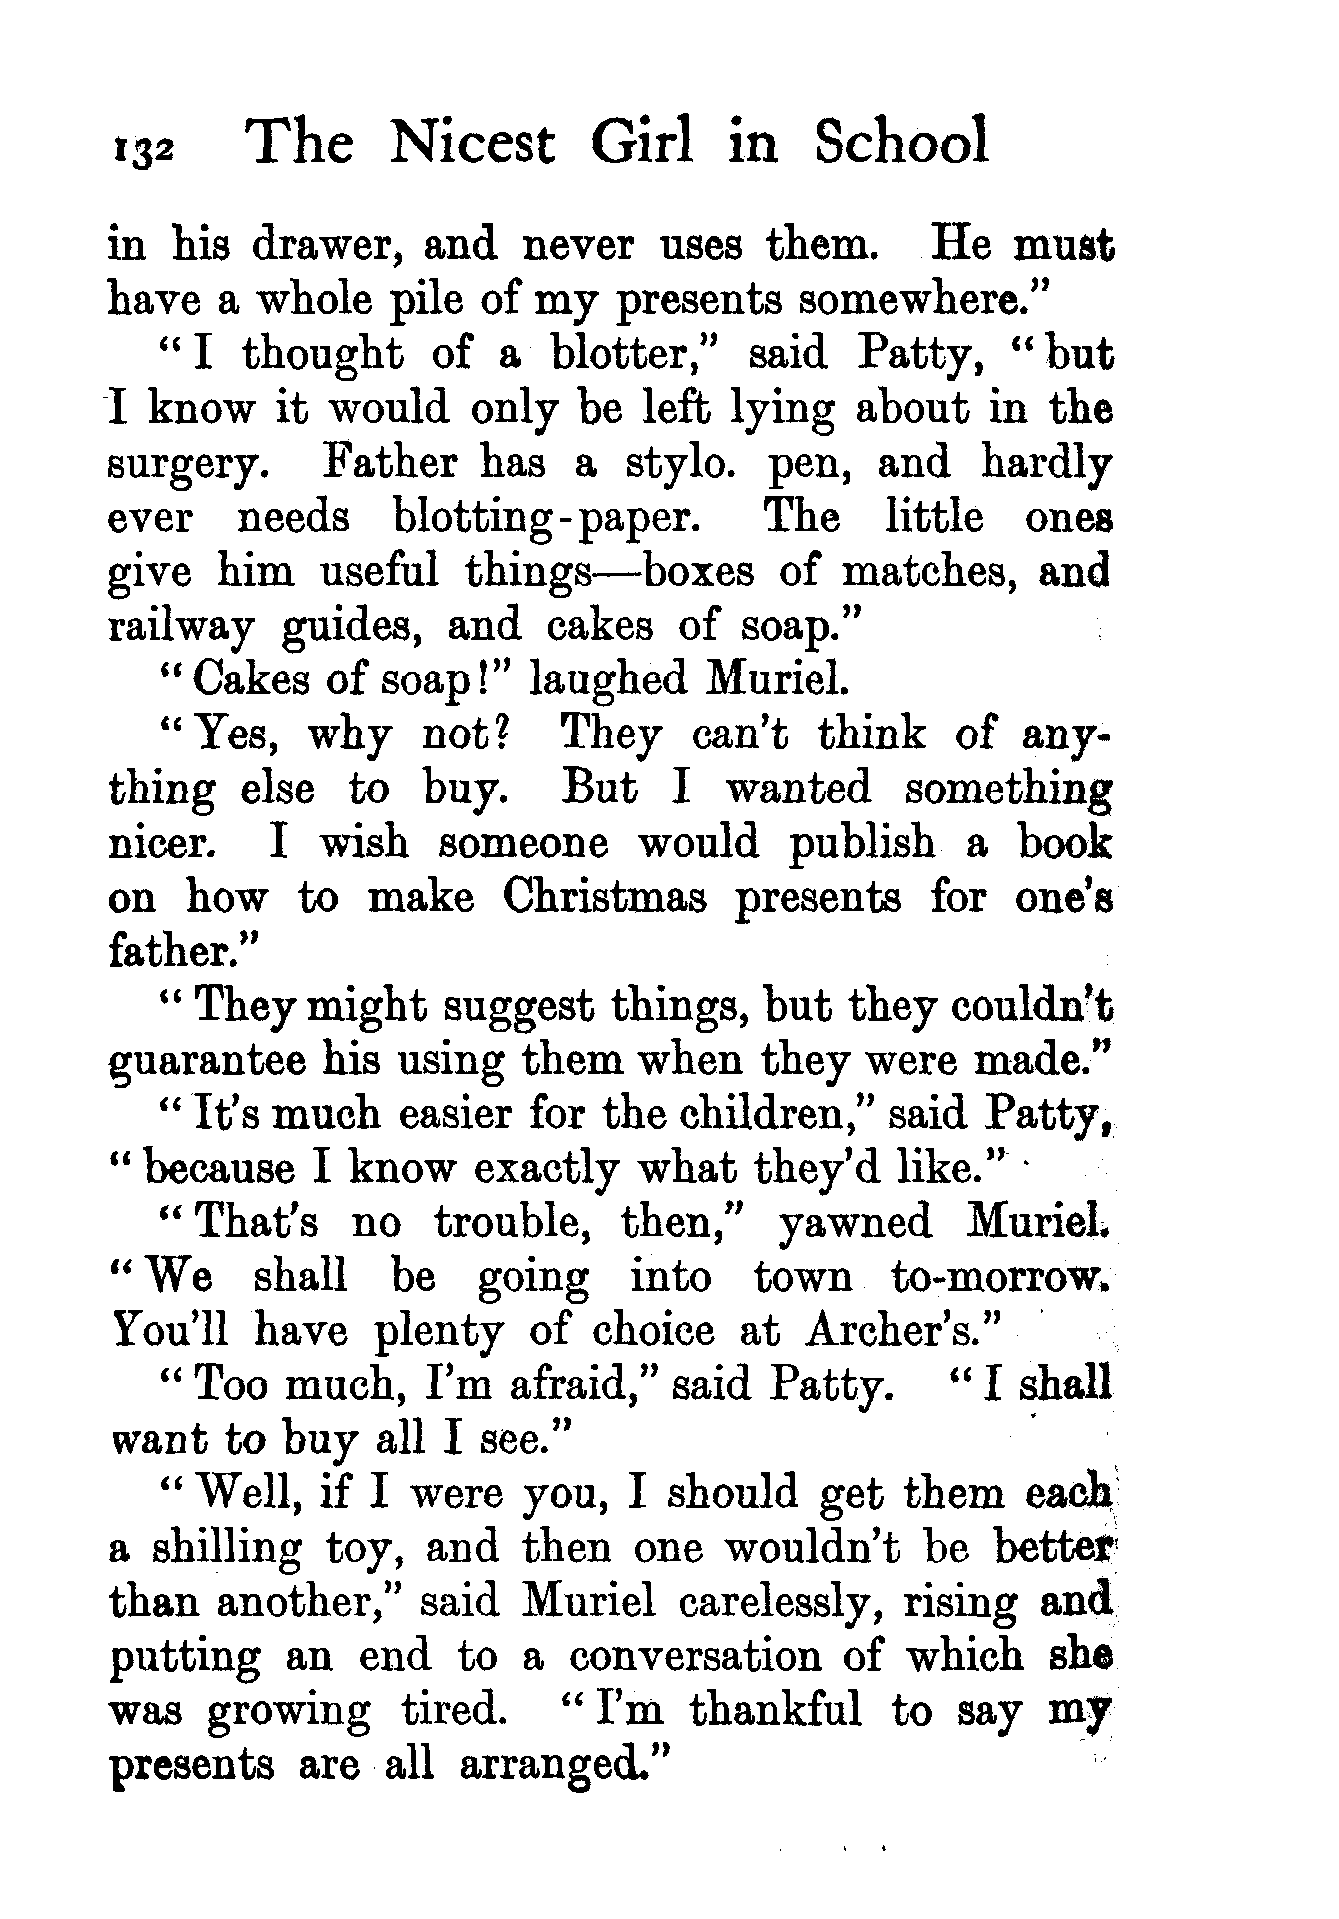 132 The Nicest Girl in School
in his drawer, and never uses them. He must
have a whole pile of my presents somewhere.”
“I thought of a blotter,” said Patty, “but
I know it would only be left lying about in the
surgery. Father has a stylo. pen, and hardly
ever needs blotting-paper. The little ones
give him useful things—boxes of matches, and
railway guides, and cakes of soap.”
“Cakes of soap!” laughed Muriel.
“Yes, why not? They can’t think of any-
thing else to buy. But I wanted something
nicer. I wish someone would publish a book
on how to make Christmas presents for one’s
father.”
“They might suggest things, but they couldn’t
guarantee his using them when they were made.”
“It’s much easier for the children,” said Patty,
“because I know exactly what they’d like.”
“That’s no trouble, then,” yawned Muriel.
“We shall be going into town to-morrow.
You’ll have plenty of choice at Archer’s.”
“Too much, I’m afraid,” said Patty. “I shall
want to buy all I see.”
“Well, if I were you, I should get them each
a shilling toy, and then one wouldn’t be better
than another,” said Muriel carelessly, rising and
putting an end to a conversation of which she
was growing tired. “I’m thankful to say my
presents are all arranged.”